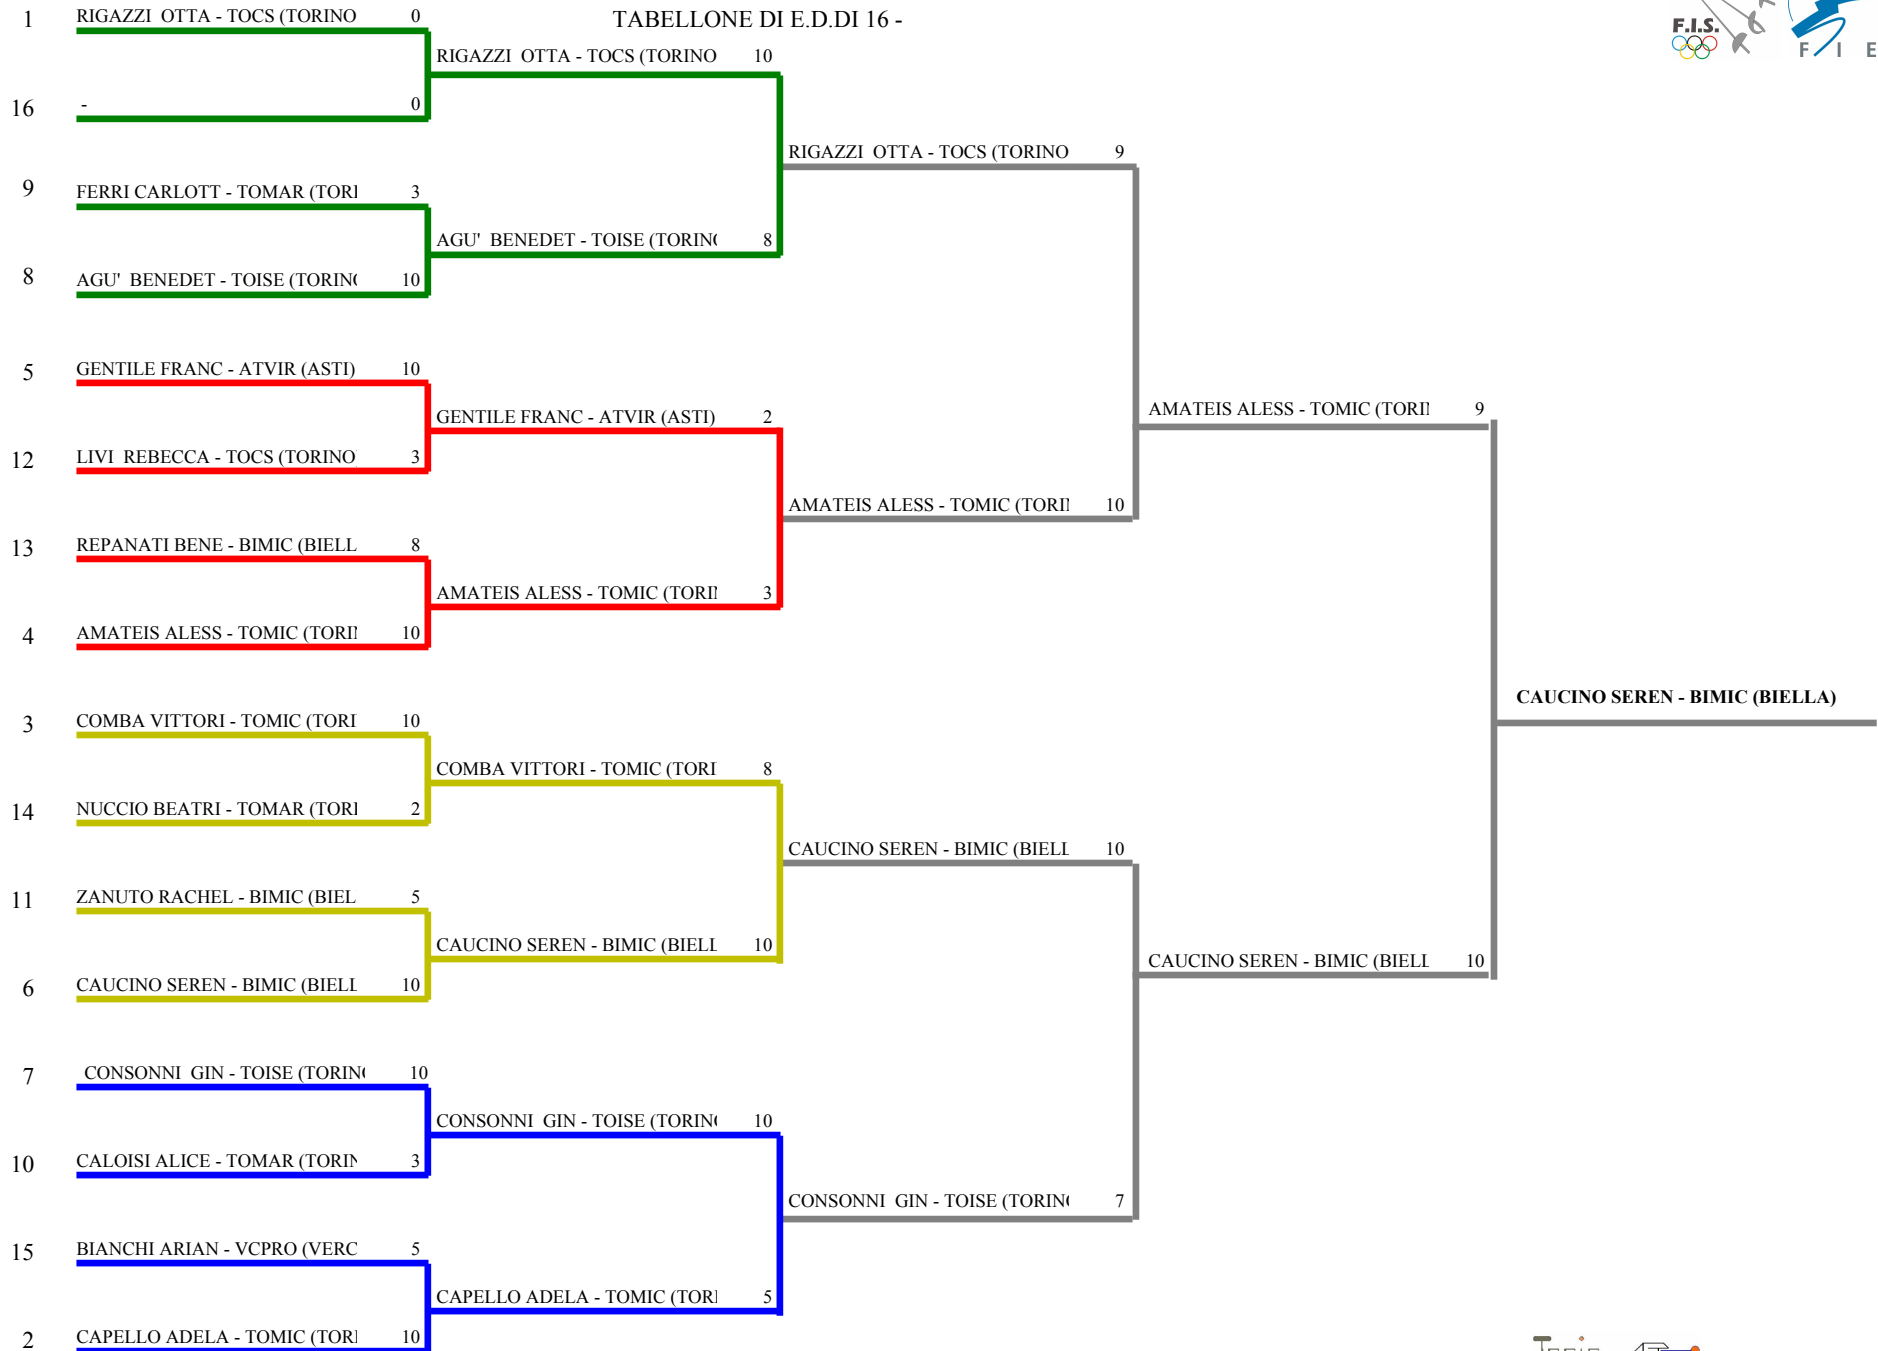 TABELLONE DI E.D.DI 16 -
F.I.S.
F I E
1 RIGAZZI OTTA - TOCS (TORINO 0
RIGAZZI OTTA - TOCS (TORINO 10
16 - 0
RIGAZZI OTTA - TOCS (TORINO 9
9 FERRI CARLOTT - TOMAR (TORI 3
AGU' BENEDET - TOISE (TORINO 8
8 AGU' BENEDET - TOISE (TORINO 10
5 GENTILE FRANC - ATVIR (ASTI) 10
GENTILE FRANC - ATVIR (ASTI) 2
AMATEIS ALESS - TOMIC (TORIN 9
12 LIVI REBECCA - TOCS (TORINO 3
AMATEIS ALESS - TOMIC (TORIN 10
13 REPANATI BENE - BIMIC (BIELL 8
AMATEIS ALESS - TOMIC (TORIN 3
4 AMATEIS ALESS - TOMIC (TORIN 10
CAUCINO SEREN - BIMIC (BIELLA)
3 COMBA VITTORI - TOMIC (TORI 10
COMBA VITTORI - TOMIC (TORI 8
14 NUCCIO BEATRI - TOMAR (TORI 2
CAUCINO SEREN - BIMIC (BIELL 10
11 ZANUTO RACHEL - BIMIC (BIEL 5
CAUCINO SEREN - BIMIC (BIELL 10
CAUCINO SEREN - BIMIC (BIELL 10
6 CAUCINO SEREN - BIMIC (BIELL 10
7 CONSONNI GIN - TOISE (TORINO 10
CONSONNI GIN - TOISE (TORINO 10
10 CALOISI ALICE - TOMAR (TORIN 3
CONSONNI GIN - TOISE (TORINO 7
15 BIANCHI ARIAN - VCPRO (VERC 5
CAPELLO ADELA - TOMIC (TORI 5
2 CAPELLO ADELA - TOMIC (TORI 10